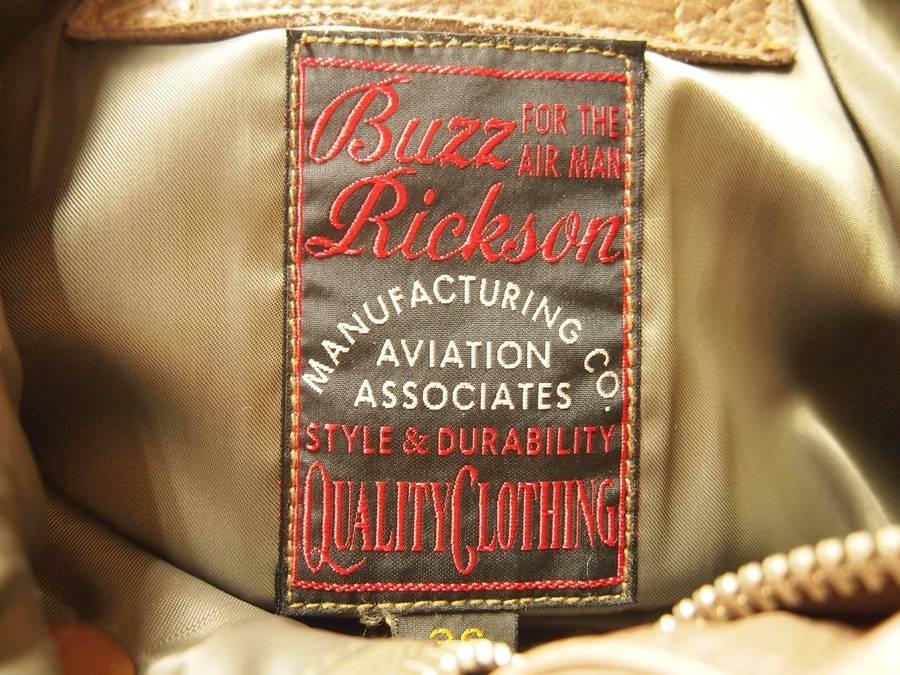 Buzz FOR THE
AIR MAN
Rickson
MANUFACTURING CO.
AVIATION
ASSOCIATES
STYLE & DURABILITY
QUALITY CLOTHING